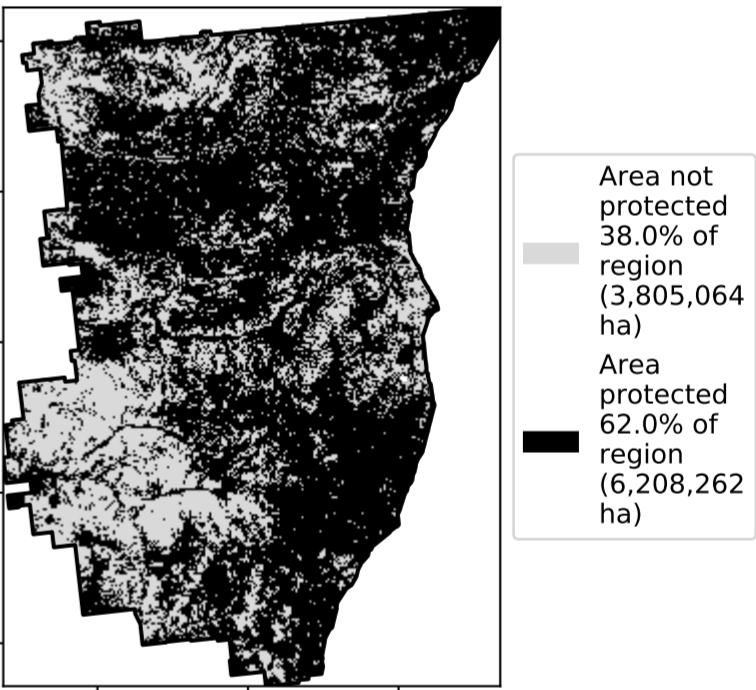 Area not
protected
38.0% of
region
(3,805,064
ha)
Area
protected
62.0% of
region
(6,208,262
ha)